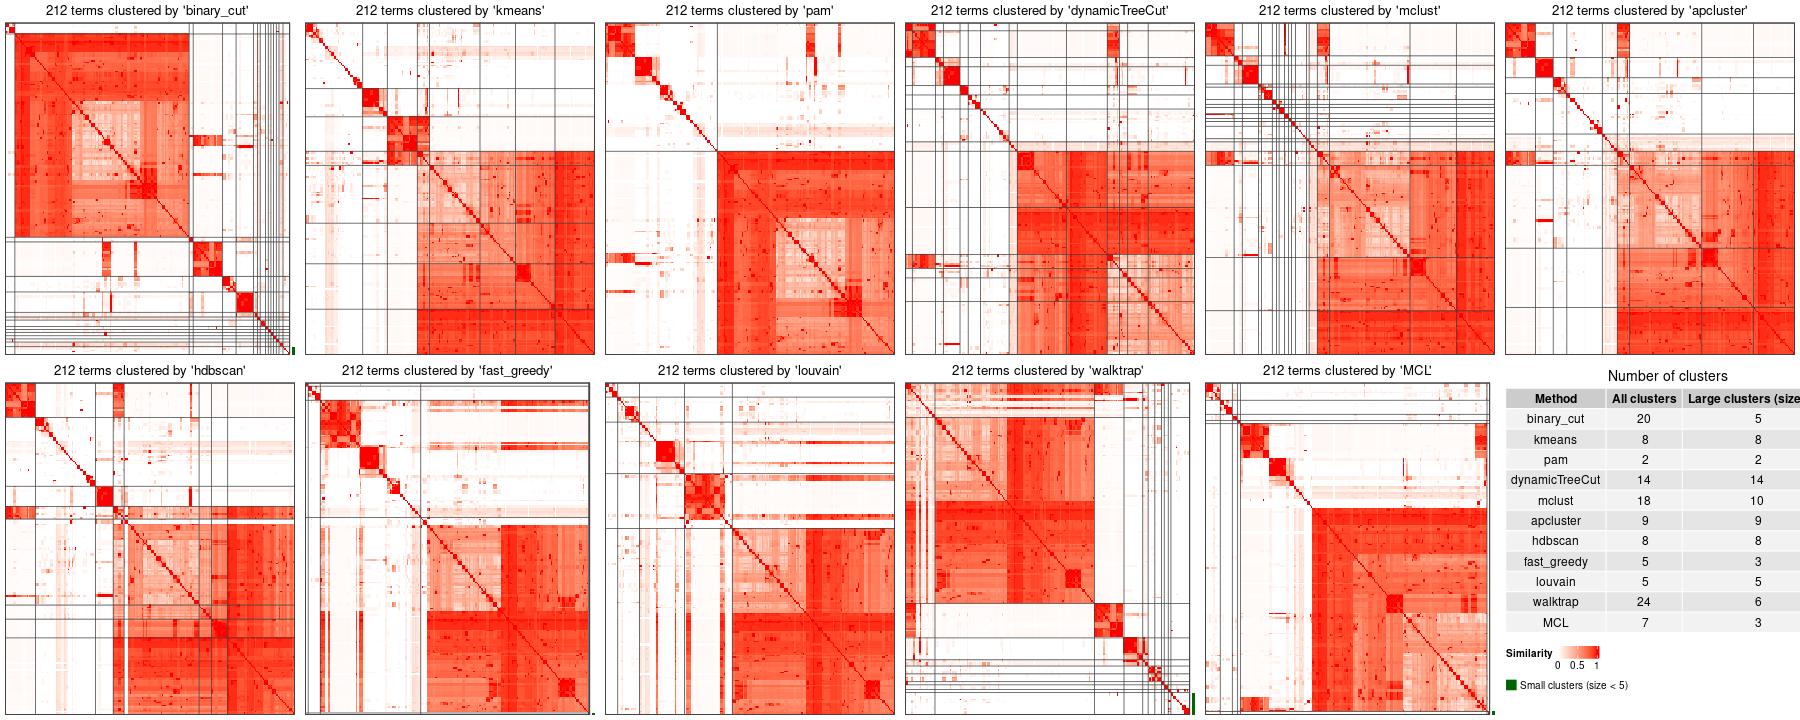 212 terms clustered by 'binary_cut'
212 terms clustered by 'kmeans'
212 terms clustered by 'pam'
212 terms clustered by 'dynamicTreeCut'
212 terms clustered by 'mclust'
212 terms clustered by 'apcluster'
212 terms clustered by 'hdbscan'
212 terms clustered by 'fast_greedy'
212 terms clustered by 'louvain'
212 terms clustered by 'walktrap'
212 terms clustered by 'MCL'
Number of clusters
Method All clusters Large clusters (size
binary_cut 20 5
kmeans 8 8
pam 2 2
dynamicTreeCut 14 14
mclust 18 10
apcluster 9 9
hdbscan 8 8
fast_greedy 5 3
louvain 5 5
walktrap 24 6
MCL 7 3
Similarity
0 0.5 1
Small clusters (size < 5)